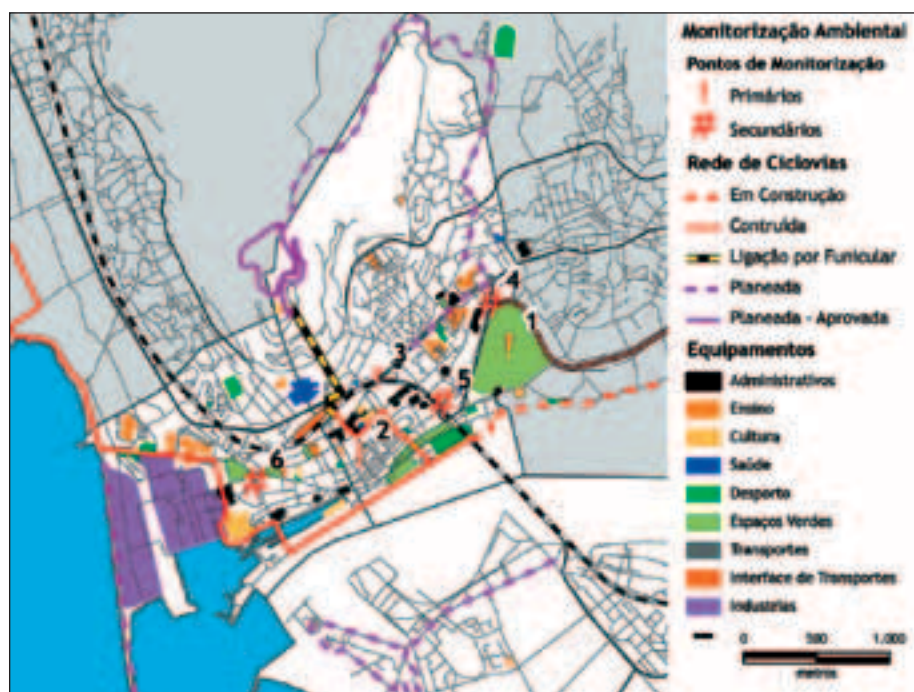 Monitorização Ambiental
Pontos de Monitorização
Primários
Secundários
Rede de Ciclovias
Em Construção
Contruída
Ligação por Funicular
Planeada
Planeada - Aprovada
Equipamentos
Administrativos
Ensino
Cultura
Saúde
Desporto
Espaços Verdes
Transportes
Interface de Transportes
Industrias
0 500 1.000
metros
4
1
3
5
2
6